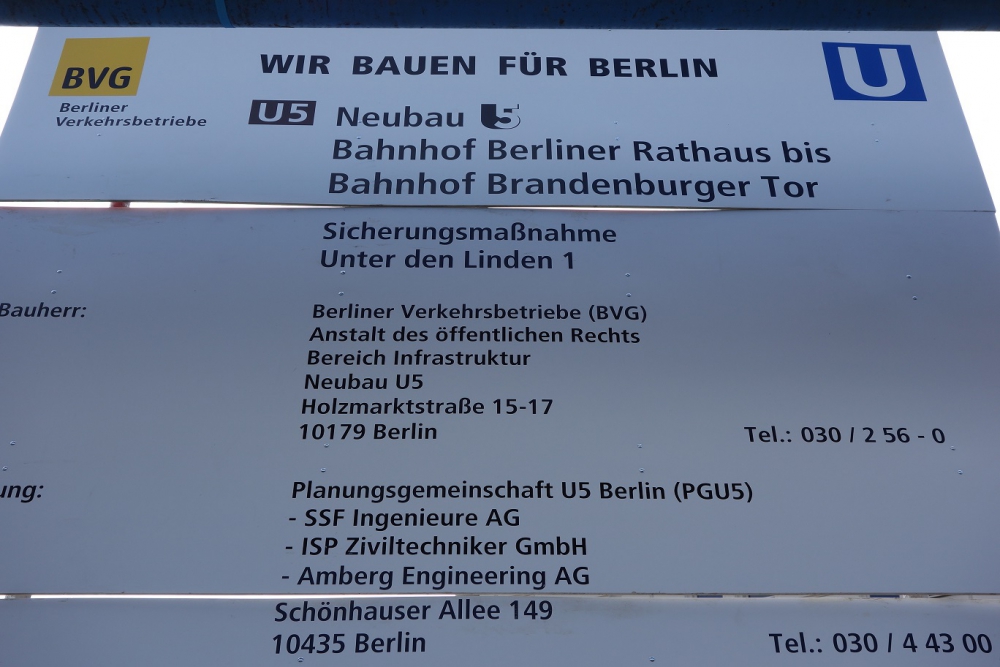 BVG
Berliner
Verkehrsbetriebe
WIR BAUEN FÜR BERLIN
U
U5 Neubau U5
Bahnhof Berliner Rathaus bis
Bahnhof Brandenburger Tor
Sicherungsmaßnahme
Unter den Linden 1
Bauherr: Berliner Verkehrsbetriebe (BVG)
Anstalt des öffentlichen Rechts
Bereich Infrastruktur
Neubau U5
Holzmarktstraße 15-17
10179 Berlin Tel.: 030 / 2 56 - 0
ung: Planungsgemeinschaft U5 Berlin (PGU5)
- SSF Ingenieure AG
- ISP Ziviltechniker GmbH
- Amberg Engineering AG
Schönhauser Allee 149
10435 Berlin Tel.: 030 / 4 43 00